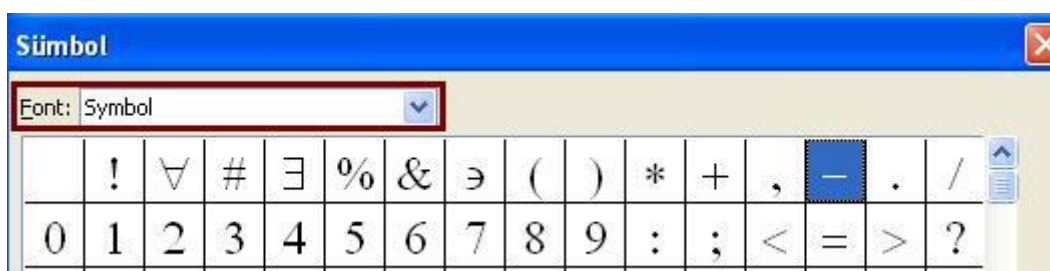 Sümbol
Font: Symbol
! ∀ # ∃ % & ∍ ( ) * + , − . /
0 1 2 3 4 5 6 7 8 9 : ; < = > ?